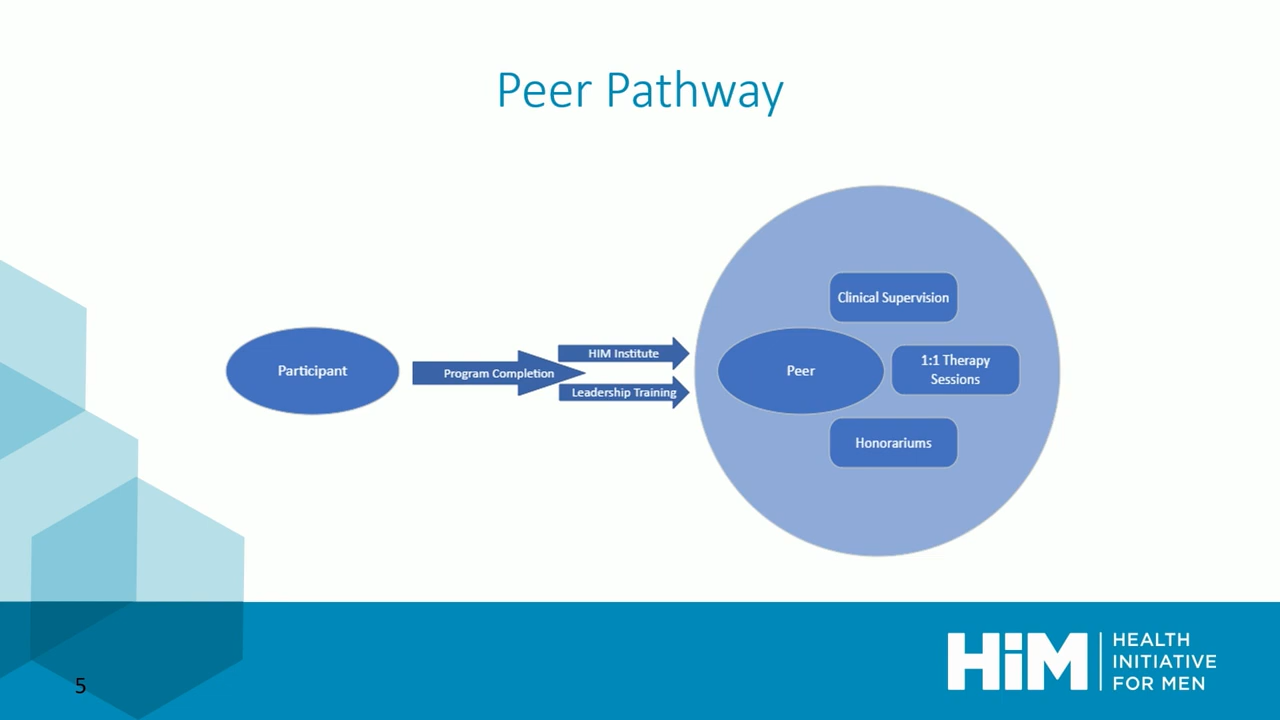 Peer Pathway
Participant
Program Completion
HIM Institute
Leadership Training
Peer
Clinical Supervision
1:1 Therapy
Sessions
Honorariums
5
HiM
HEALTH
INITIATIVE
FOR MEN